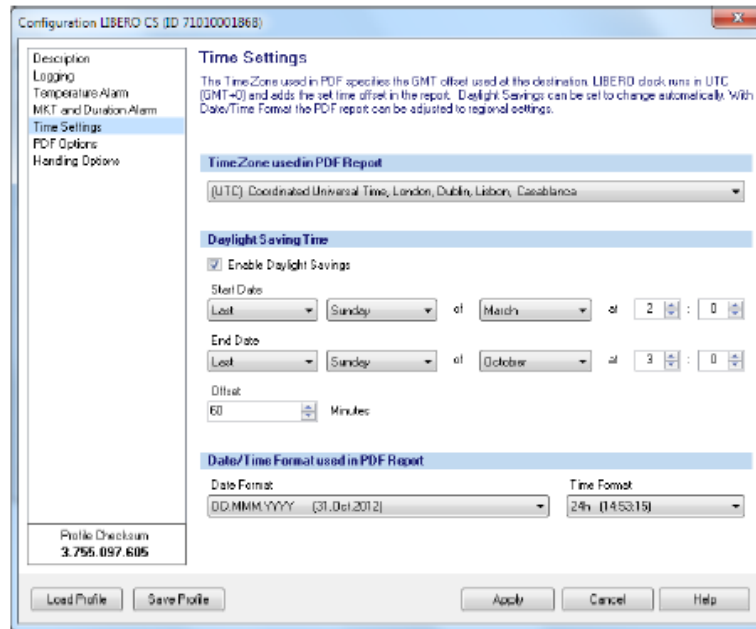 Configuration LIBERO CS (ID 71010001868)
Description
Logging
Temperature Alarm
MKT and Duration Alarm
Time Settings
PDF Options
Handling Options
Profile Checksum
3.755.097.605
Time Settings
The TimeZone used in PDF specifies the GMT offset used at the destination. LIBERO clock runs in UTC
(GMT+0) and adds the set time offset in the report. Daylight Savings can be set to change automatically. With
Date/Time Format the PDF report can be adjusted to regional settings.
TimeZone used in PDF Report
(UTC) Coordinated Universal Time, London, Dublin, Lisbon, Casablanca
Daylight Saving Time
Enable Daylight Savings
Start Date
Last Sunday of March at 2 : 0
End Date
Last Sunday of October at 3 : 0
Offset
60 Minutes
Date/Time Format used in PDF Report
Date Format Time Format
DD.MMM.YYYY (31.Oct.2012) 24h (14:53:15)
Load Profile Save Profile Apply Cancel Help